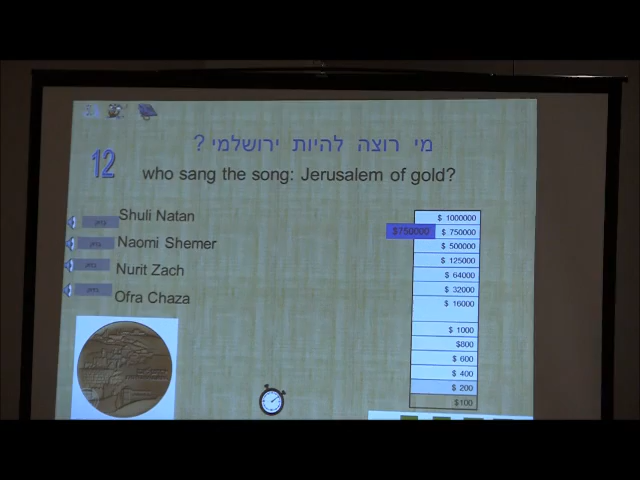 מי רוצה להיות ירושלמי ?
12
who sang the song: Jerusalem of gold?
Shuli Natan
Naomi Shemer
Nurit Zach
Ofra Chaza
$ 1000000
$750000
$ 750000
$ 500000
$ 125000
$ 64000
$ 32000
$ 16000
$ 1000
$800
$ 600
$ 400
$ 200
$100